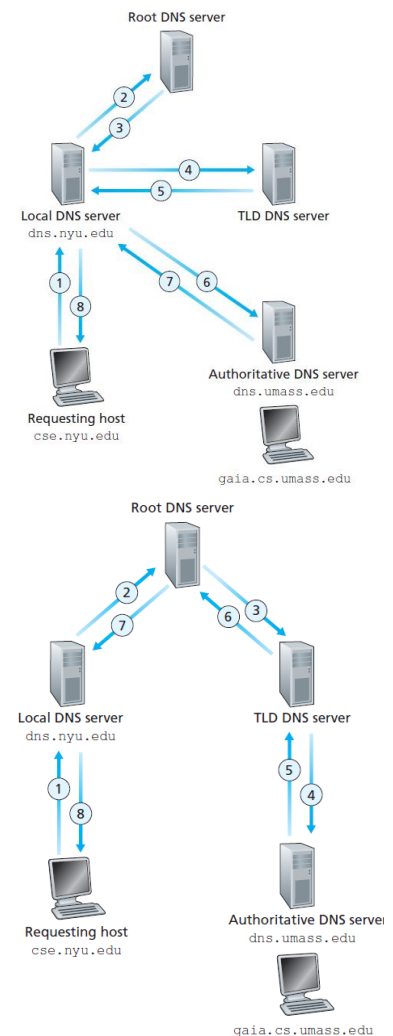 Root DNS server
2
3
4
5
Local DNS server
dns.nyu.edu
TLD DNS server
1
8
7
6
Authoritative DNS server
dns.umass.edu
Requesting host
cse.nyu.edu
gaia.cs.umass.edu
Root DNS server
2
7
6
3
Local DNS server
dns.nyu.edu
TLD DNS server
1
8
5
4
Requesting host
cse.nyu.edu
Authoritative DNS server
dns.umass.edu
gaia.cs.umass.edu